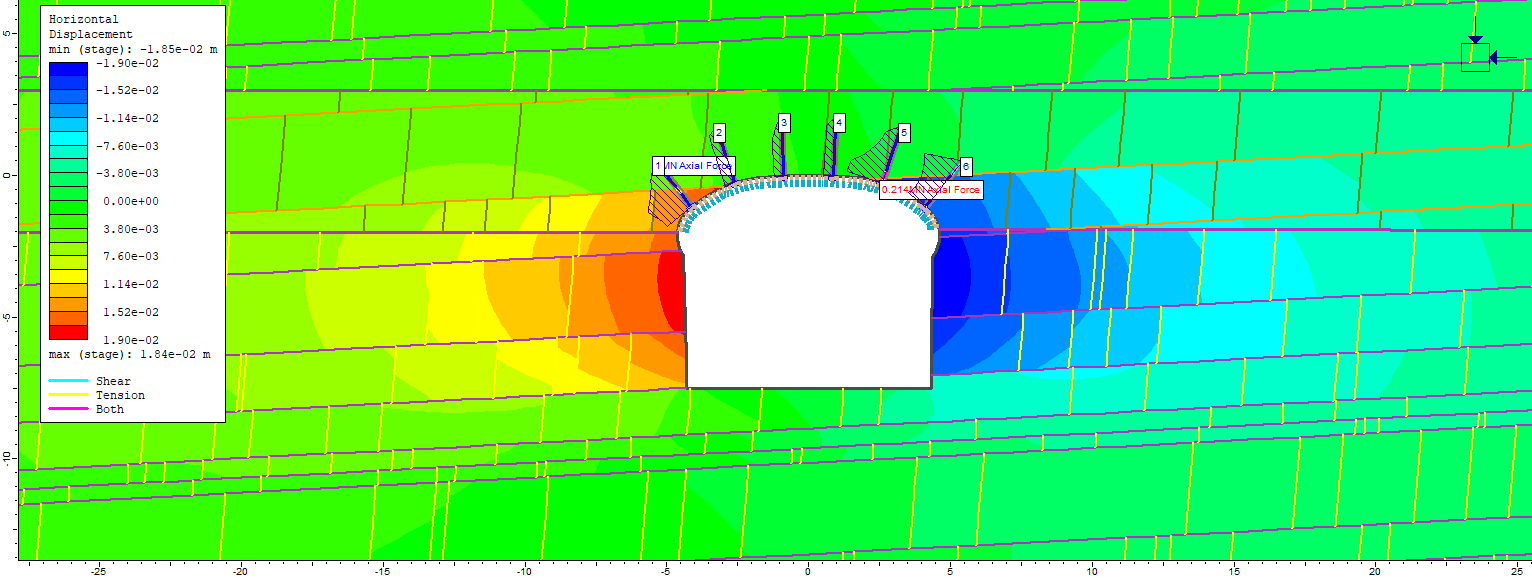 Horizontal
Displacement
min (stage): -1.85e-02 m
-1.90e-02
-1.52e-02
-1.14e-02
-7.60e-03
-3.80e-03
0.00e+00
3.80e-03
7.60e-03
1.14e-02
1.52e-02
1.90e-02
max (stage): 1.84e-02 m
Shear
Tension
Both
2
3
4
5
6
1MN Axial Force
0.214MN Axial Force
5
0
-5
-10
-25
-20
-15
-10
-5
0
5
10
15
20
25